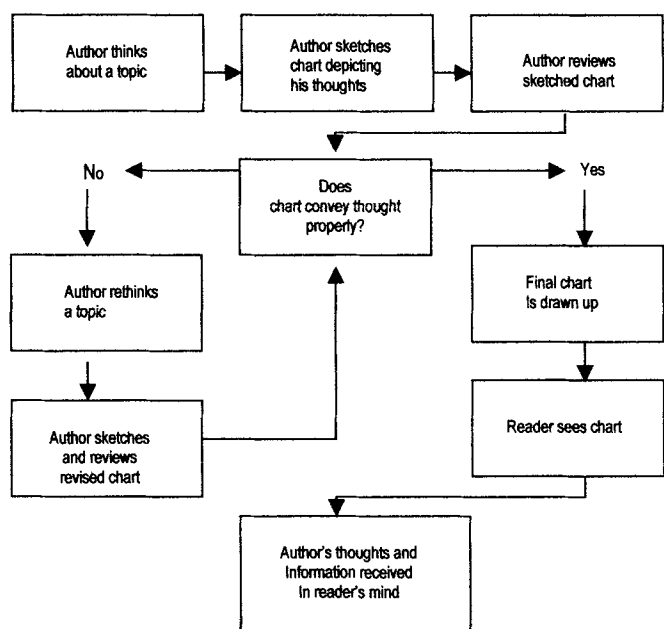 Author thinks
about a topic
Author sketches
chart depicting
his thoughts
Author reviews
sketched chart
No
Does
chart convey thought
properly?
Yes
Author rethinks
a topic
Final chart
Is drawn up
Author sketches
and reviews
revised chart
Reader sees chart
Author's thoughts and
Information received
In reader's mind